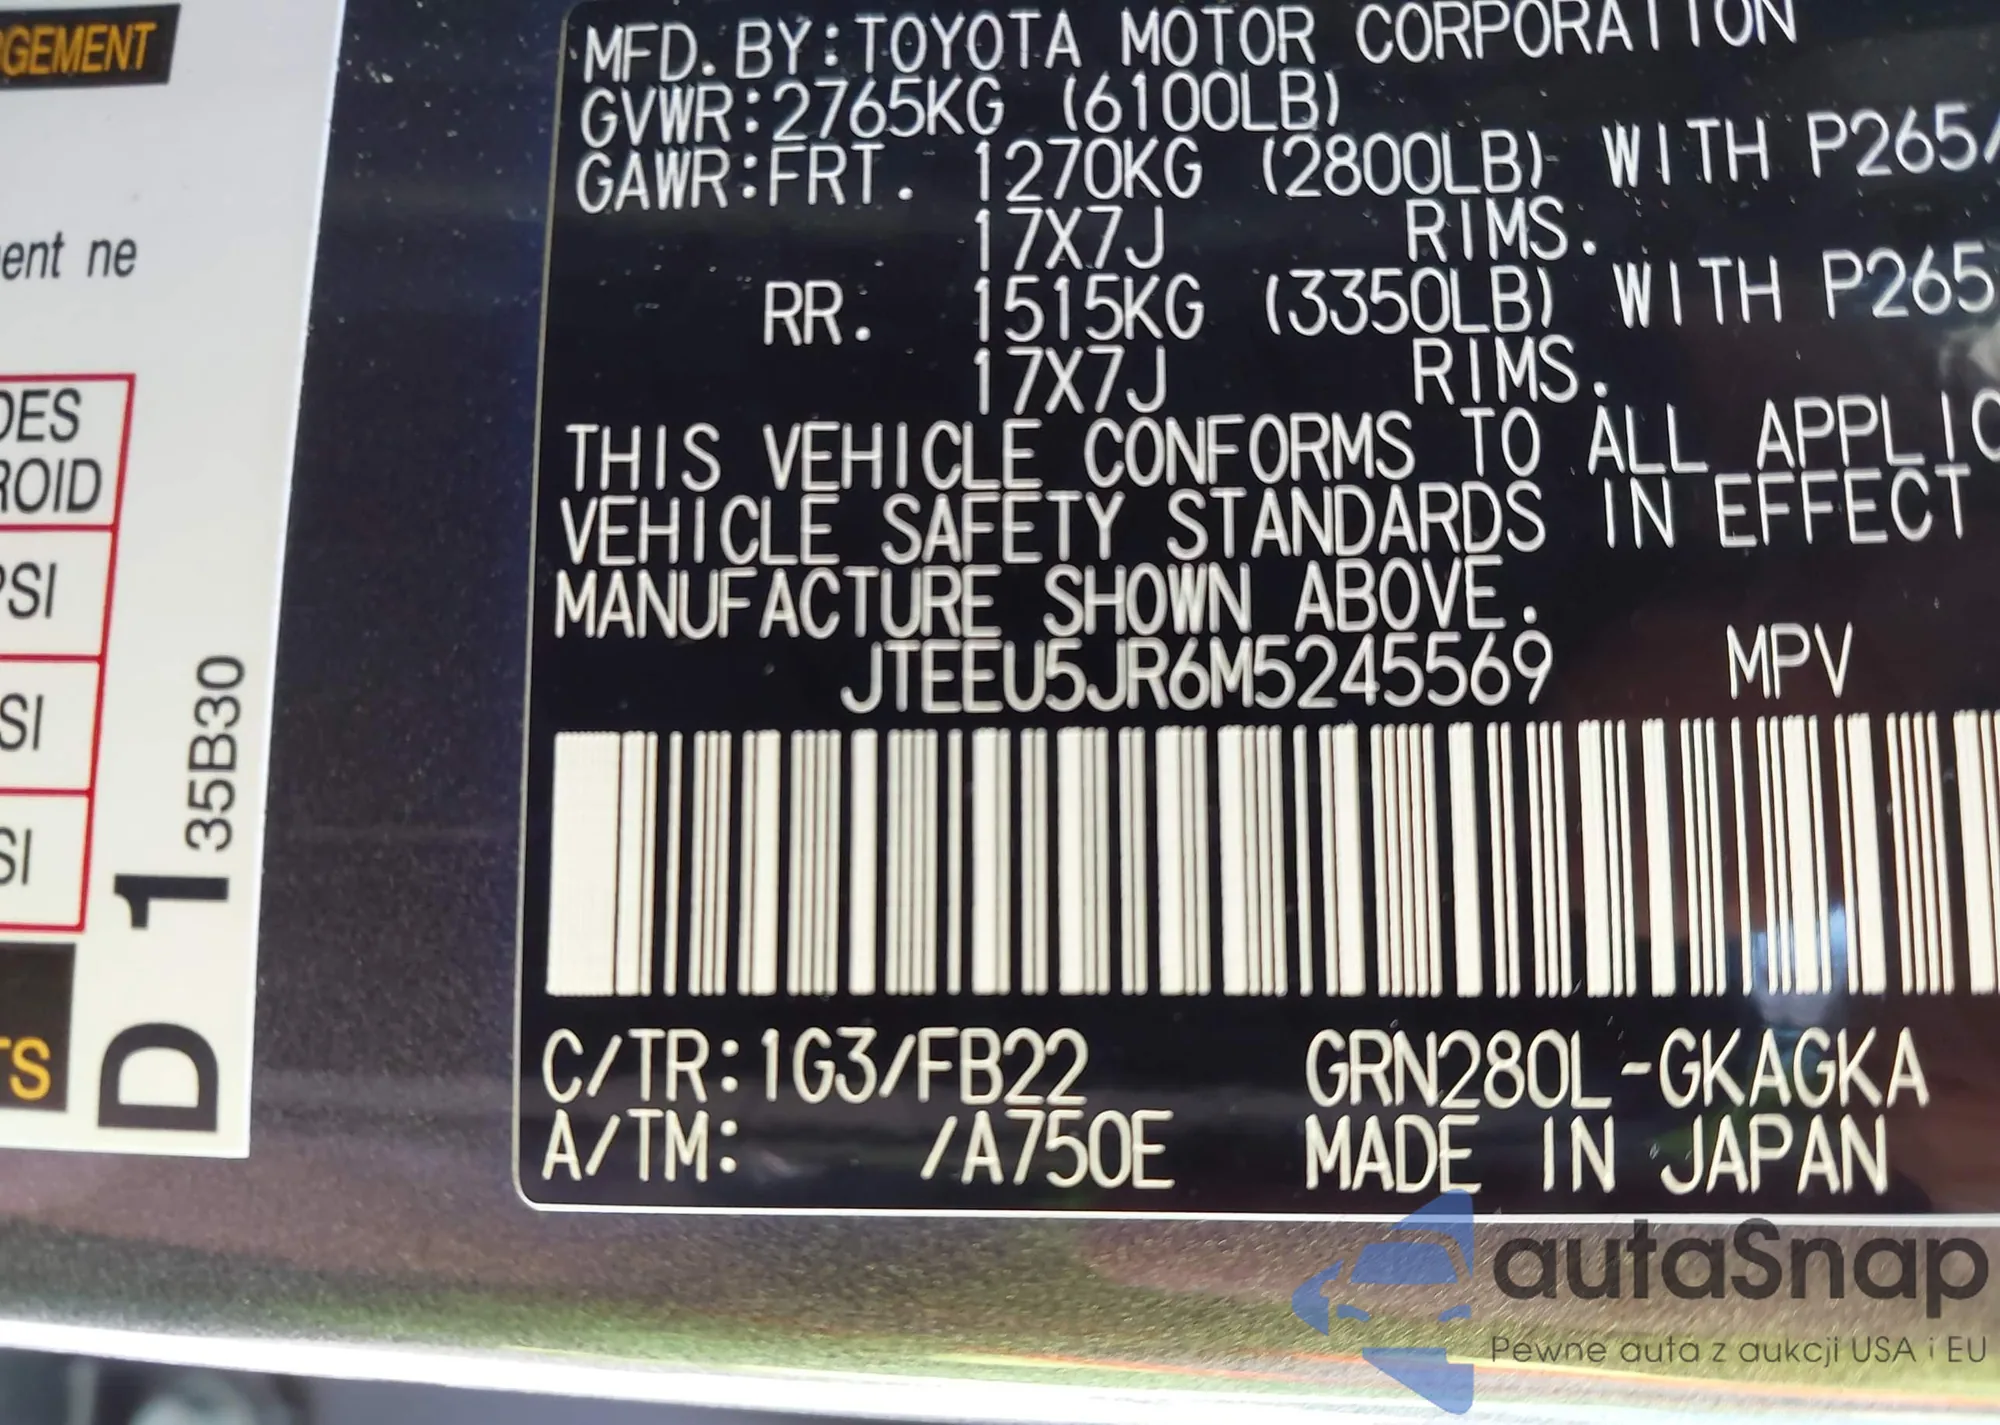 GEMENT
ent ne
DES
ROID
PSI
SI
SI
TS
D 1 35B30
MFD. BY:TOYOTA MOTOR CORPORATION
GVWR:2765KG (6100LB)
GAWR:FRT. 1270KG (2800LB) WITH P265/
17X7J RIMS.
RR. 1515KG (3350LB) WITH P265
17X7J RIMS.
THIS VEHICLE CONFORMS TO ALL APPLIC
VEHICLE SAFETY STANDARDS IN EFFECT
MANUFACTURE SHOWN ABOVE.
JTEEU5JR6M5245569 MPV
C/TR:1G3/FB22 GRN280L-GKAGKA
A/TM: /A750E MADE IN JAPAN
autaSnap
Pewne auta z aukcji USA i EU